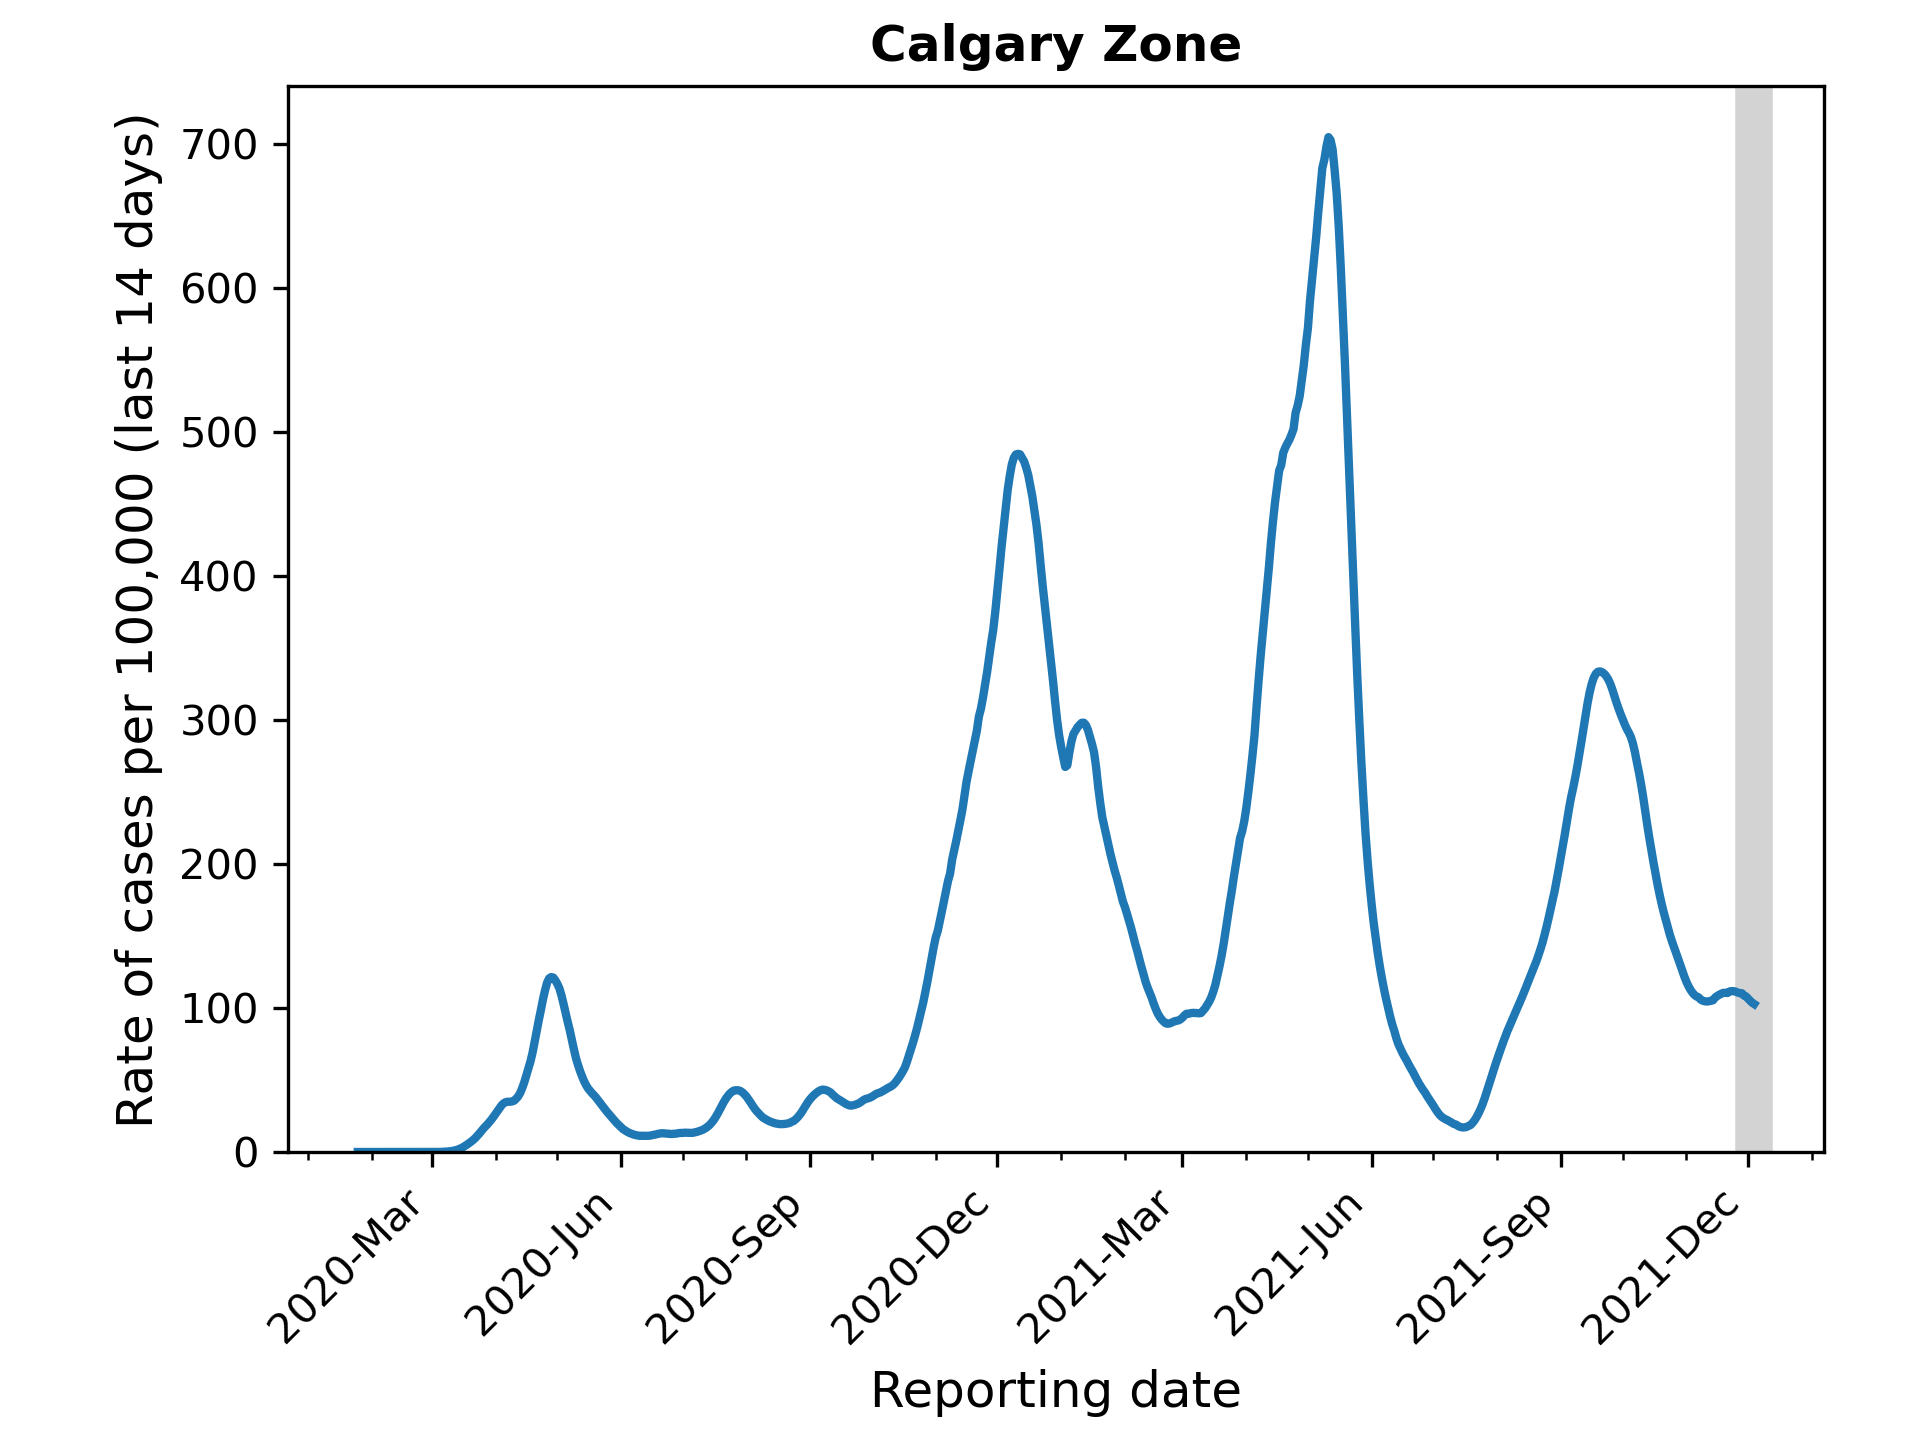 Calgary Zone
Rate of cases per 100,000 (last 14 days)
700
600
500
400
300
200
100
0
2020-Mar
2020-Jun
2020-Sep
2020-Dec
2021-Mar
2021-Jun
2021-Sep
2021-Dec
Reporting date